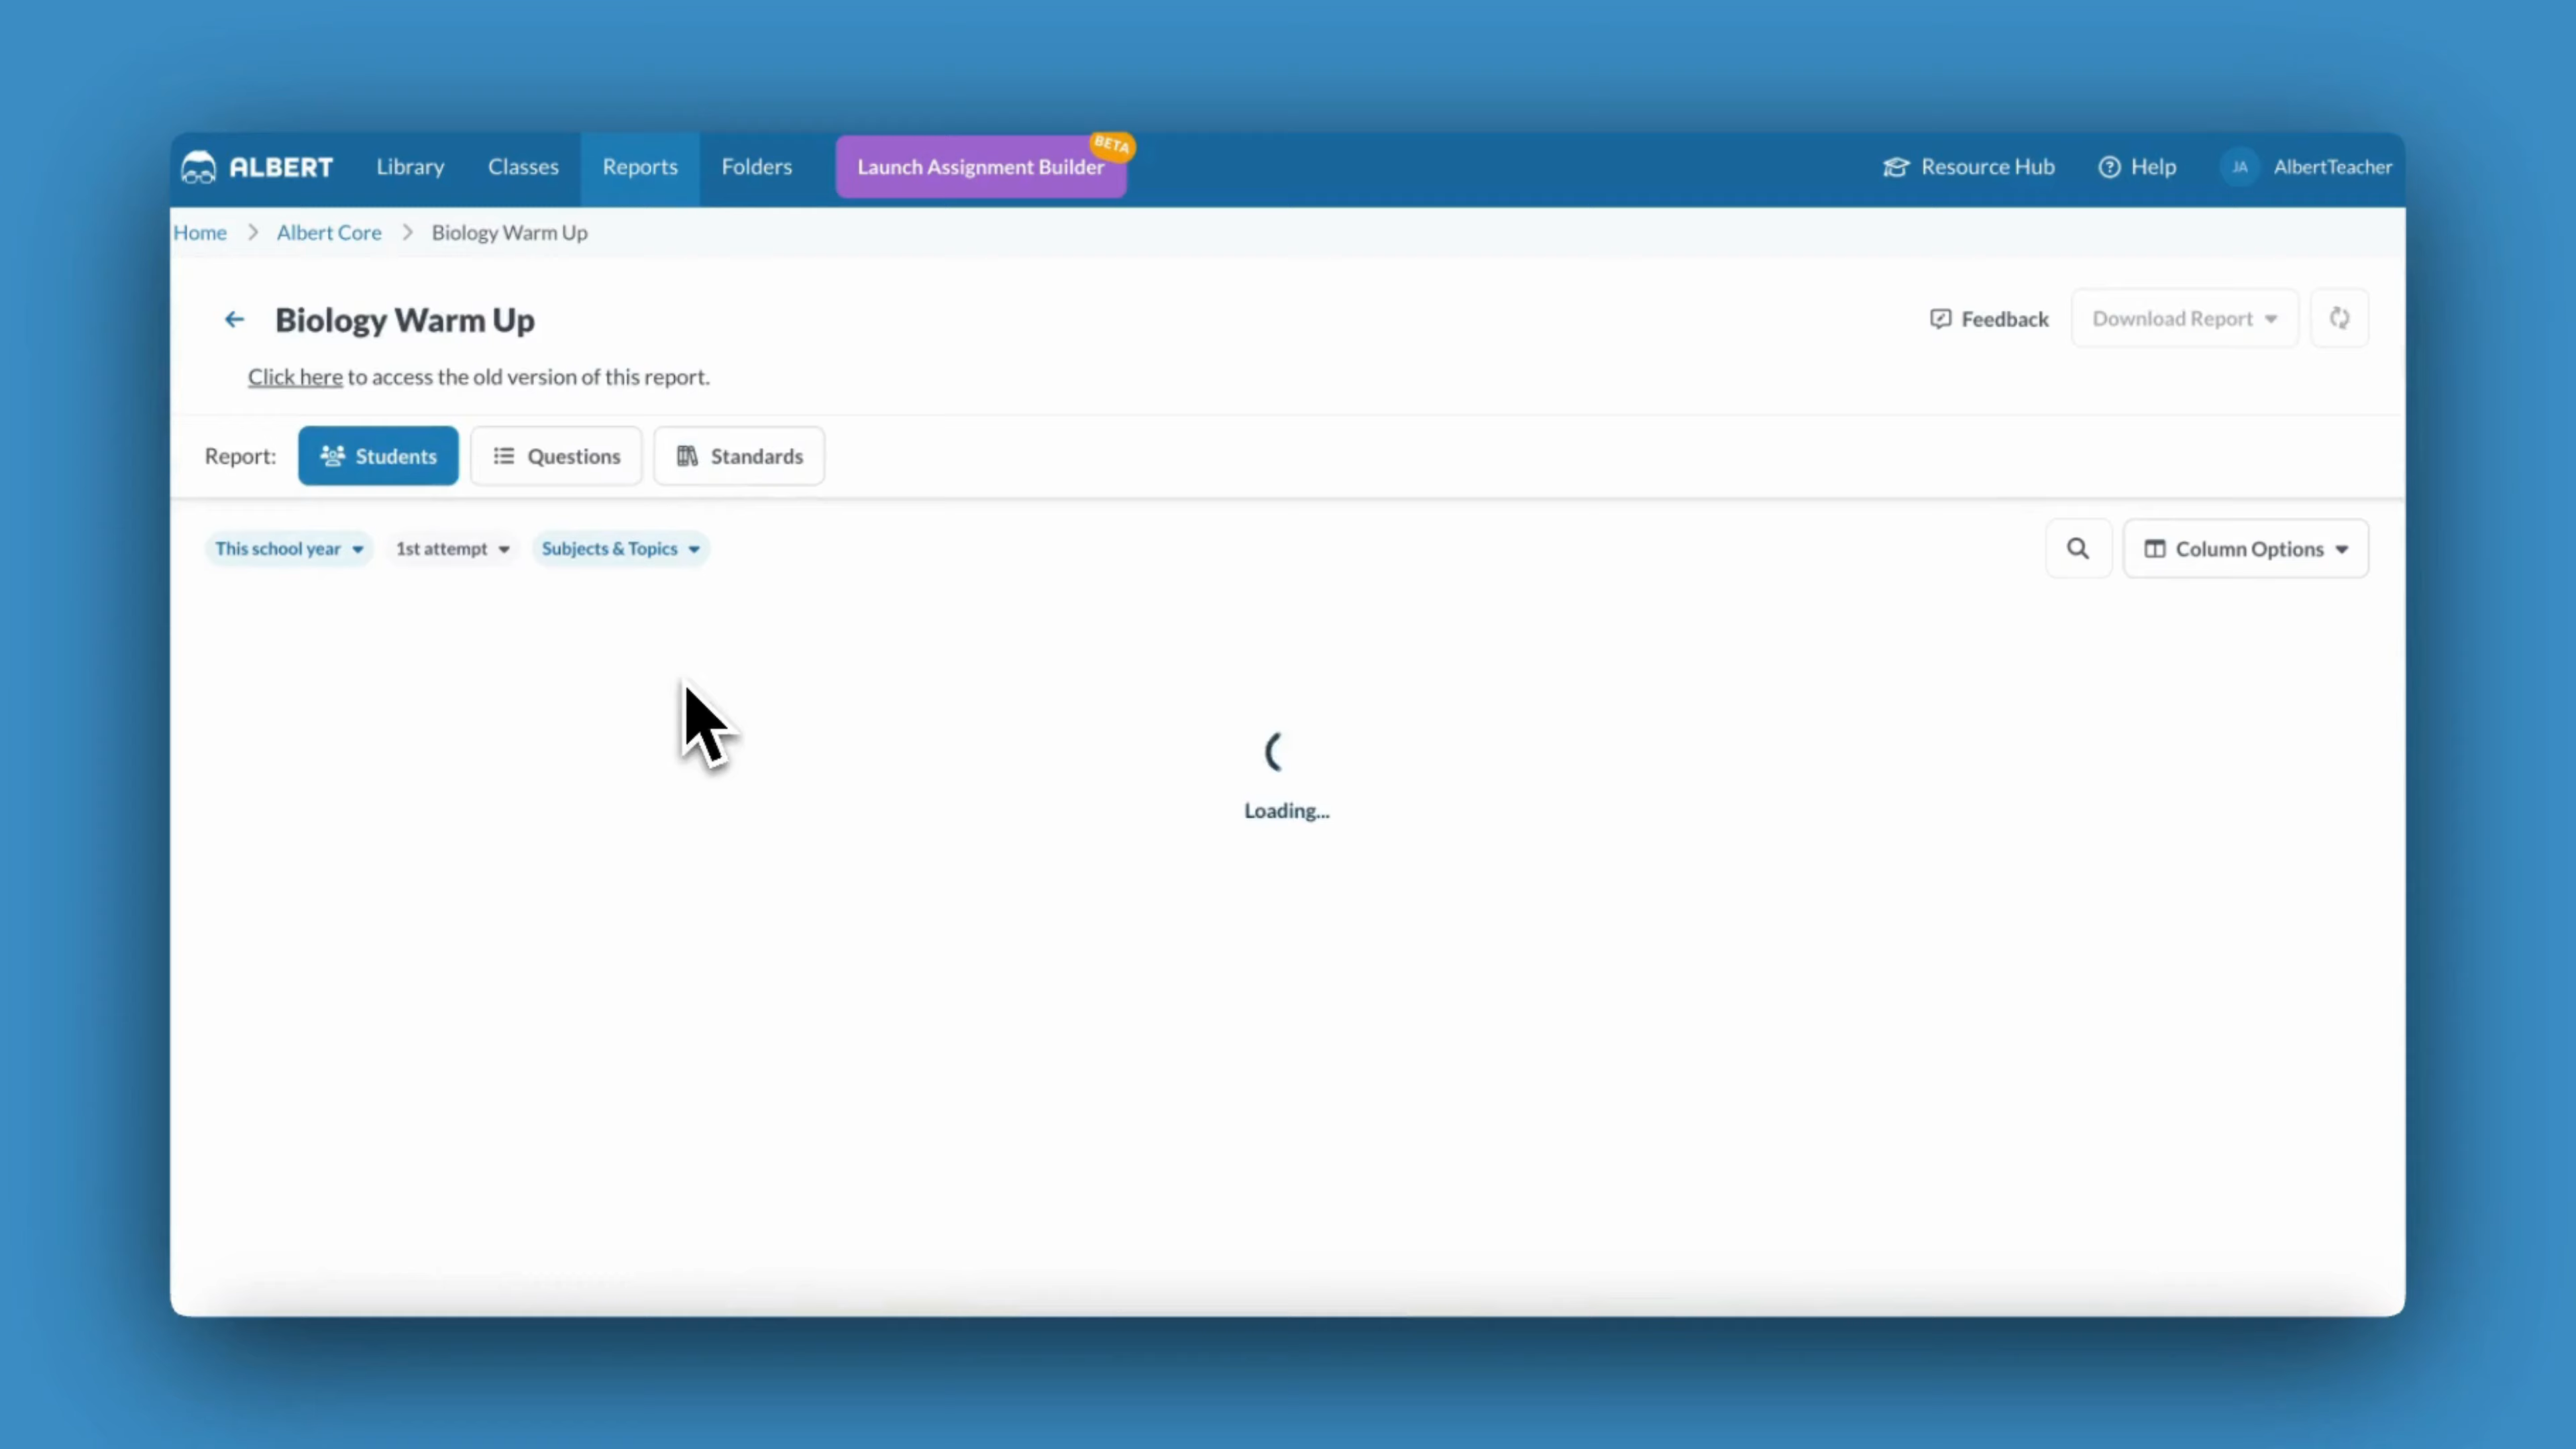 ALBERT Library Classes Reports Folders Launch Assignment Builder BETA Resource Hub Help JA AlbertTeacher
Home Albert Core Biology Warm Up
Biology Warm Up Feedback Download Report
Click here to access the old version of this report.
Report: Students Questions Standards
This school year 1st attempt Subjects & Topics Column Options
Loading...